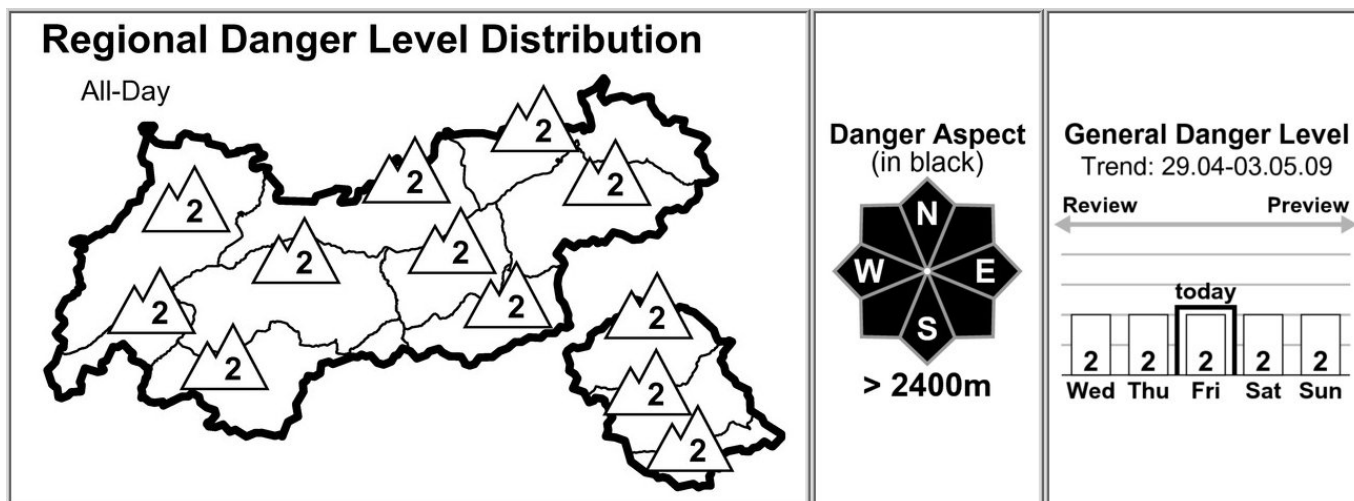 Regional Danger Level Distribution
All-Day
2
2
2
2
2
2
2
2
2
2
2
2
Danger Aspect
(in black)
N
W E
S
> 2400m
General Danger Level
Trend: 29.04-03.05.09
Review Preview
today
2 2 2 2 2
Wed Thu Fri Sat Sun